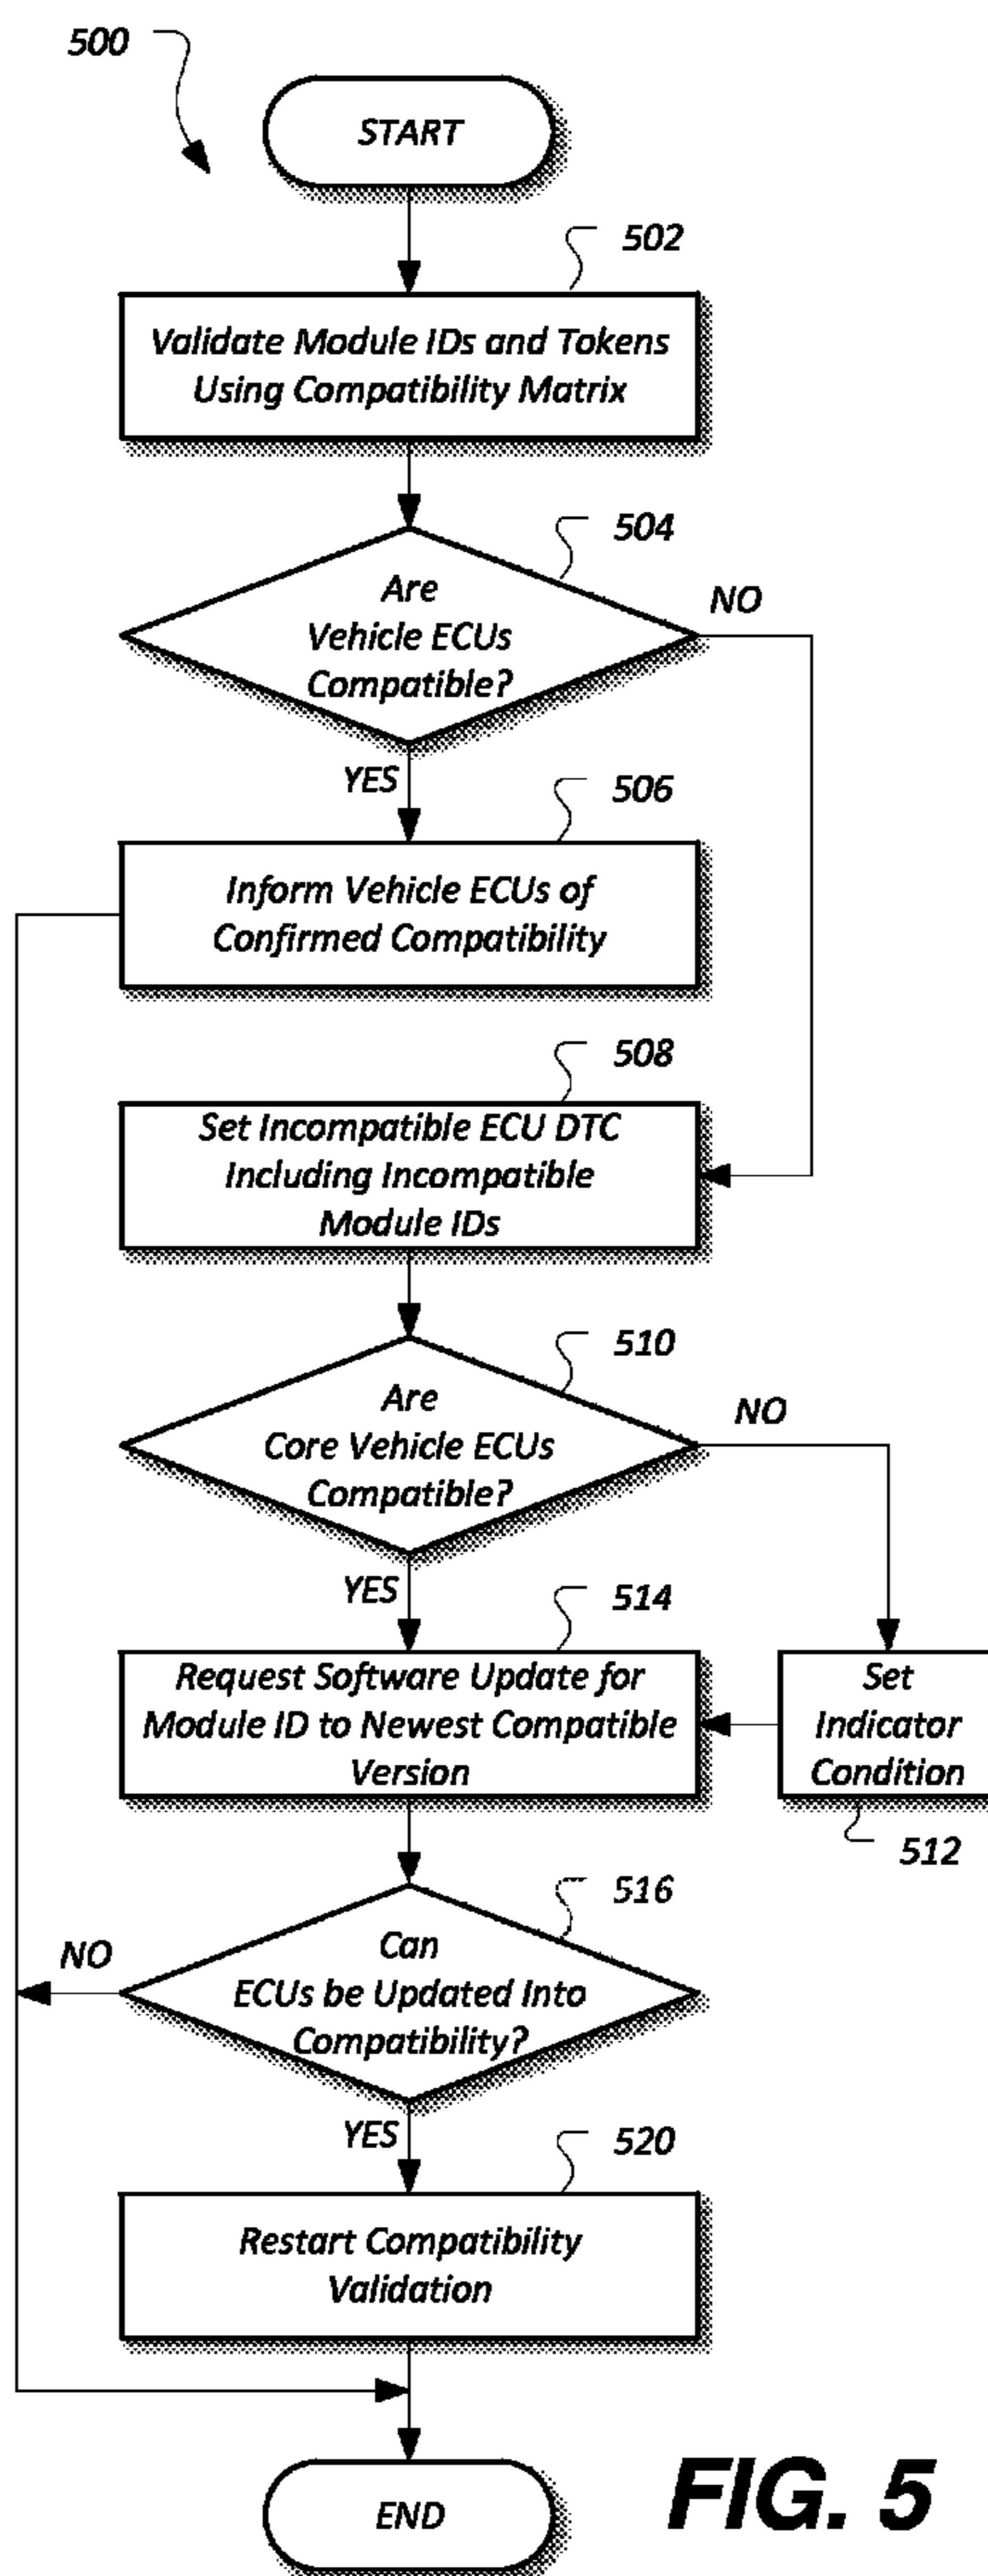 500
START
502
Validate Module IDs and Tokens
Using Compatibility Matrix
504
Are
Vehicle ECUs
Compatible?
NO
YES
506
Inform Vehicle ECUs of
Confirmed Compatibility
508
Set Incompatible ECU DTC
Including Incompatible
Module IDs
510
Are
Core Vehicle ECUs
Compatible?
NO
YES
514
Request Software Update for
Module ID to Newest Compatible
Version
Set
Indicator
Condition
512
516
Can
ECUs be Updated Into
Compatibility?
NO
YES
520
Restart Compatibility
Validation
END
FIG. 5